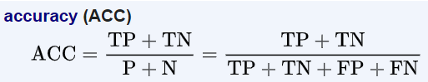 accuracy (ACC)
ACC = (TP + TN) / (P + N) = (TP + TN) / (TP + TN + FP + FN)